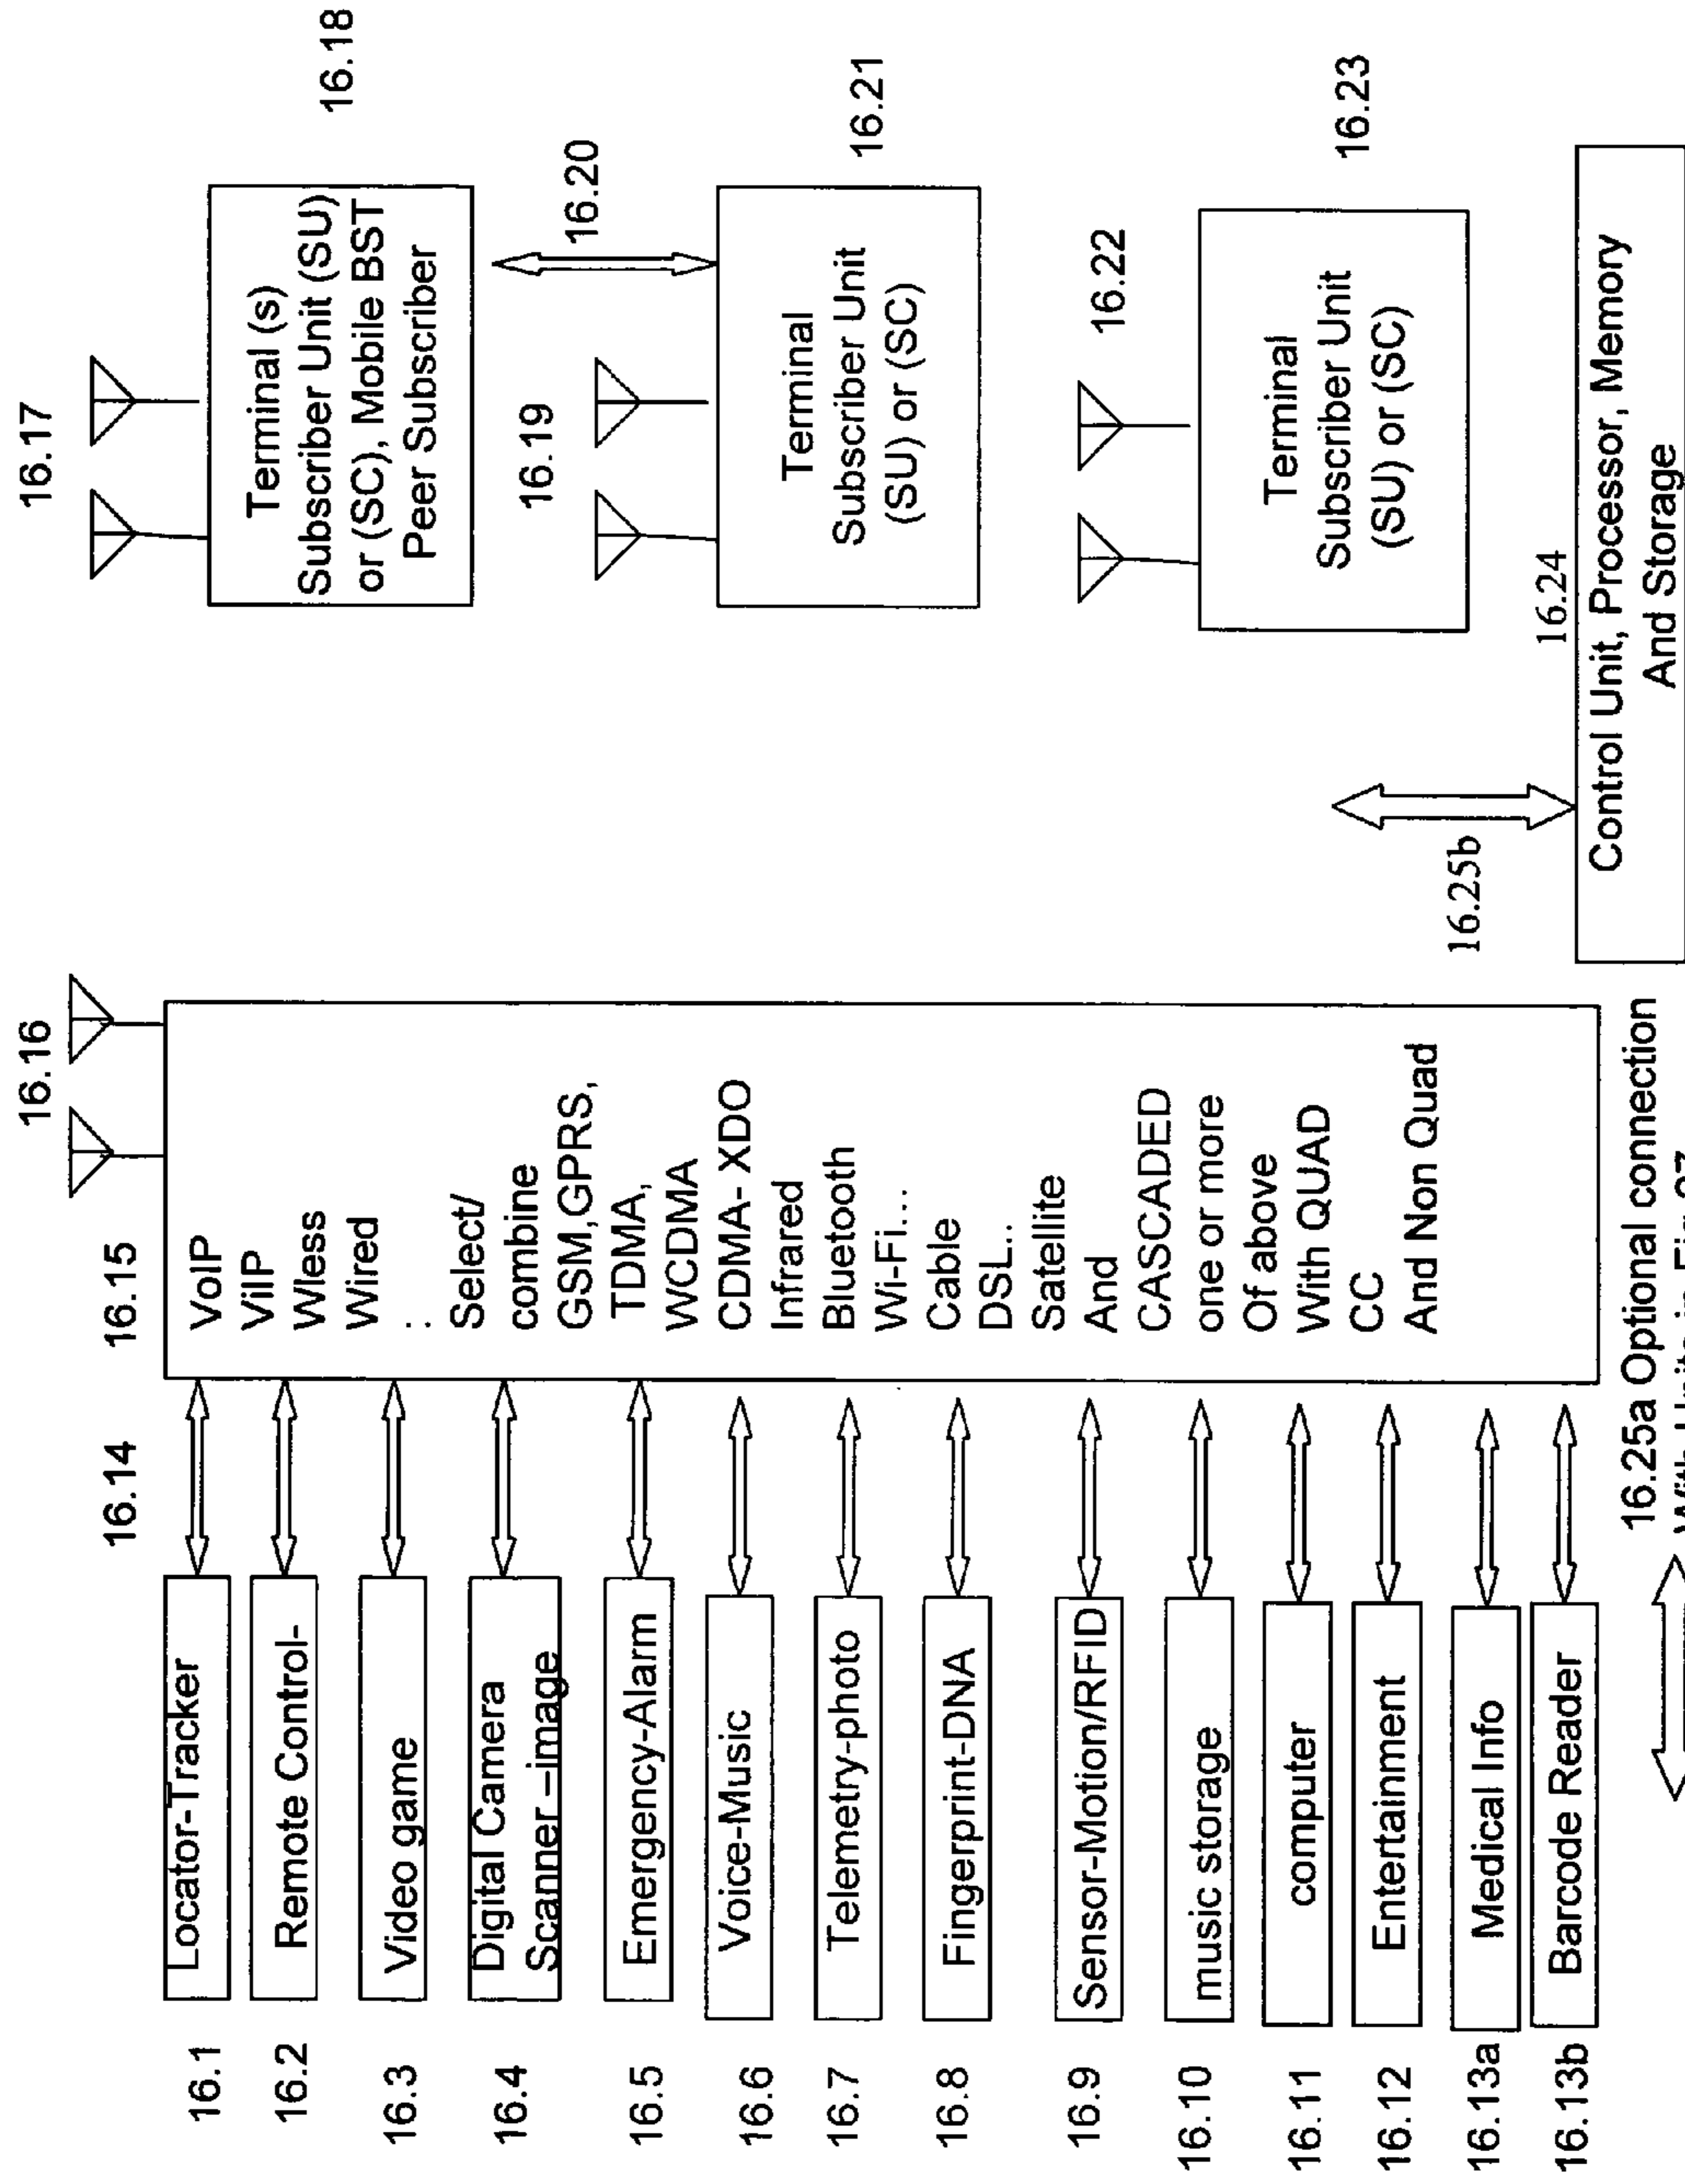 16.1
Locator-Tracker
16.2
Remote Control-
16.3
Video game
16.4
Digital Camera
Scanner –image
16.5
Emergency-Alarm
16.6
Voice-Music
16.7
Telemetry-photo
16.8
Fingerprint-DNA
16.9
Sensor-Motion/RFID
16.10
music storage
16.11
computer
16.12
Entertainment
16.13a
Medical Info
16.13b
Barcode Reader
16.14
16.15
16.16
VoIP
ViIP
Wless
Wired
:
Select/
combine
GSM,GPRS,
TDMA,
WCDMA
CDMA- XDO
Infrared
Bluetooth
Wi-Fi...
Cable
DSL..
Satellite
And
CASCADED
one or more
Of above
With QUAD
CC
And Non Quad
16.25a Optional connection
16.17
Terminal (s)
Subscriber Unit (SU)
or (SC), Mobile BST
Peer Subscriber
16.18
16.19
16.20
Terminal
Subscriber Unit
(SU) or (SC)
16.21
16.22
Terminal
Subscriber Unit
(SU) or (SC)
16.23
16.25b
16.24
Control Unit, Processor, Memory
And Storage